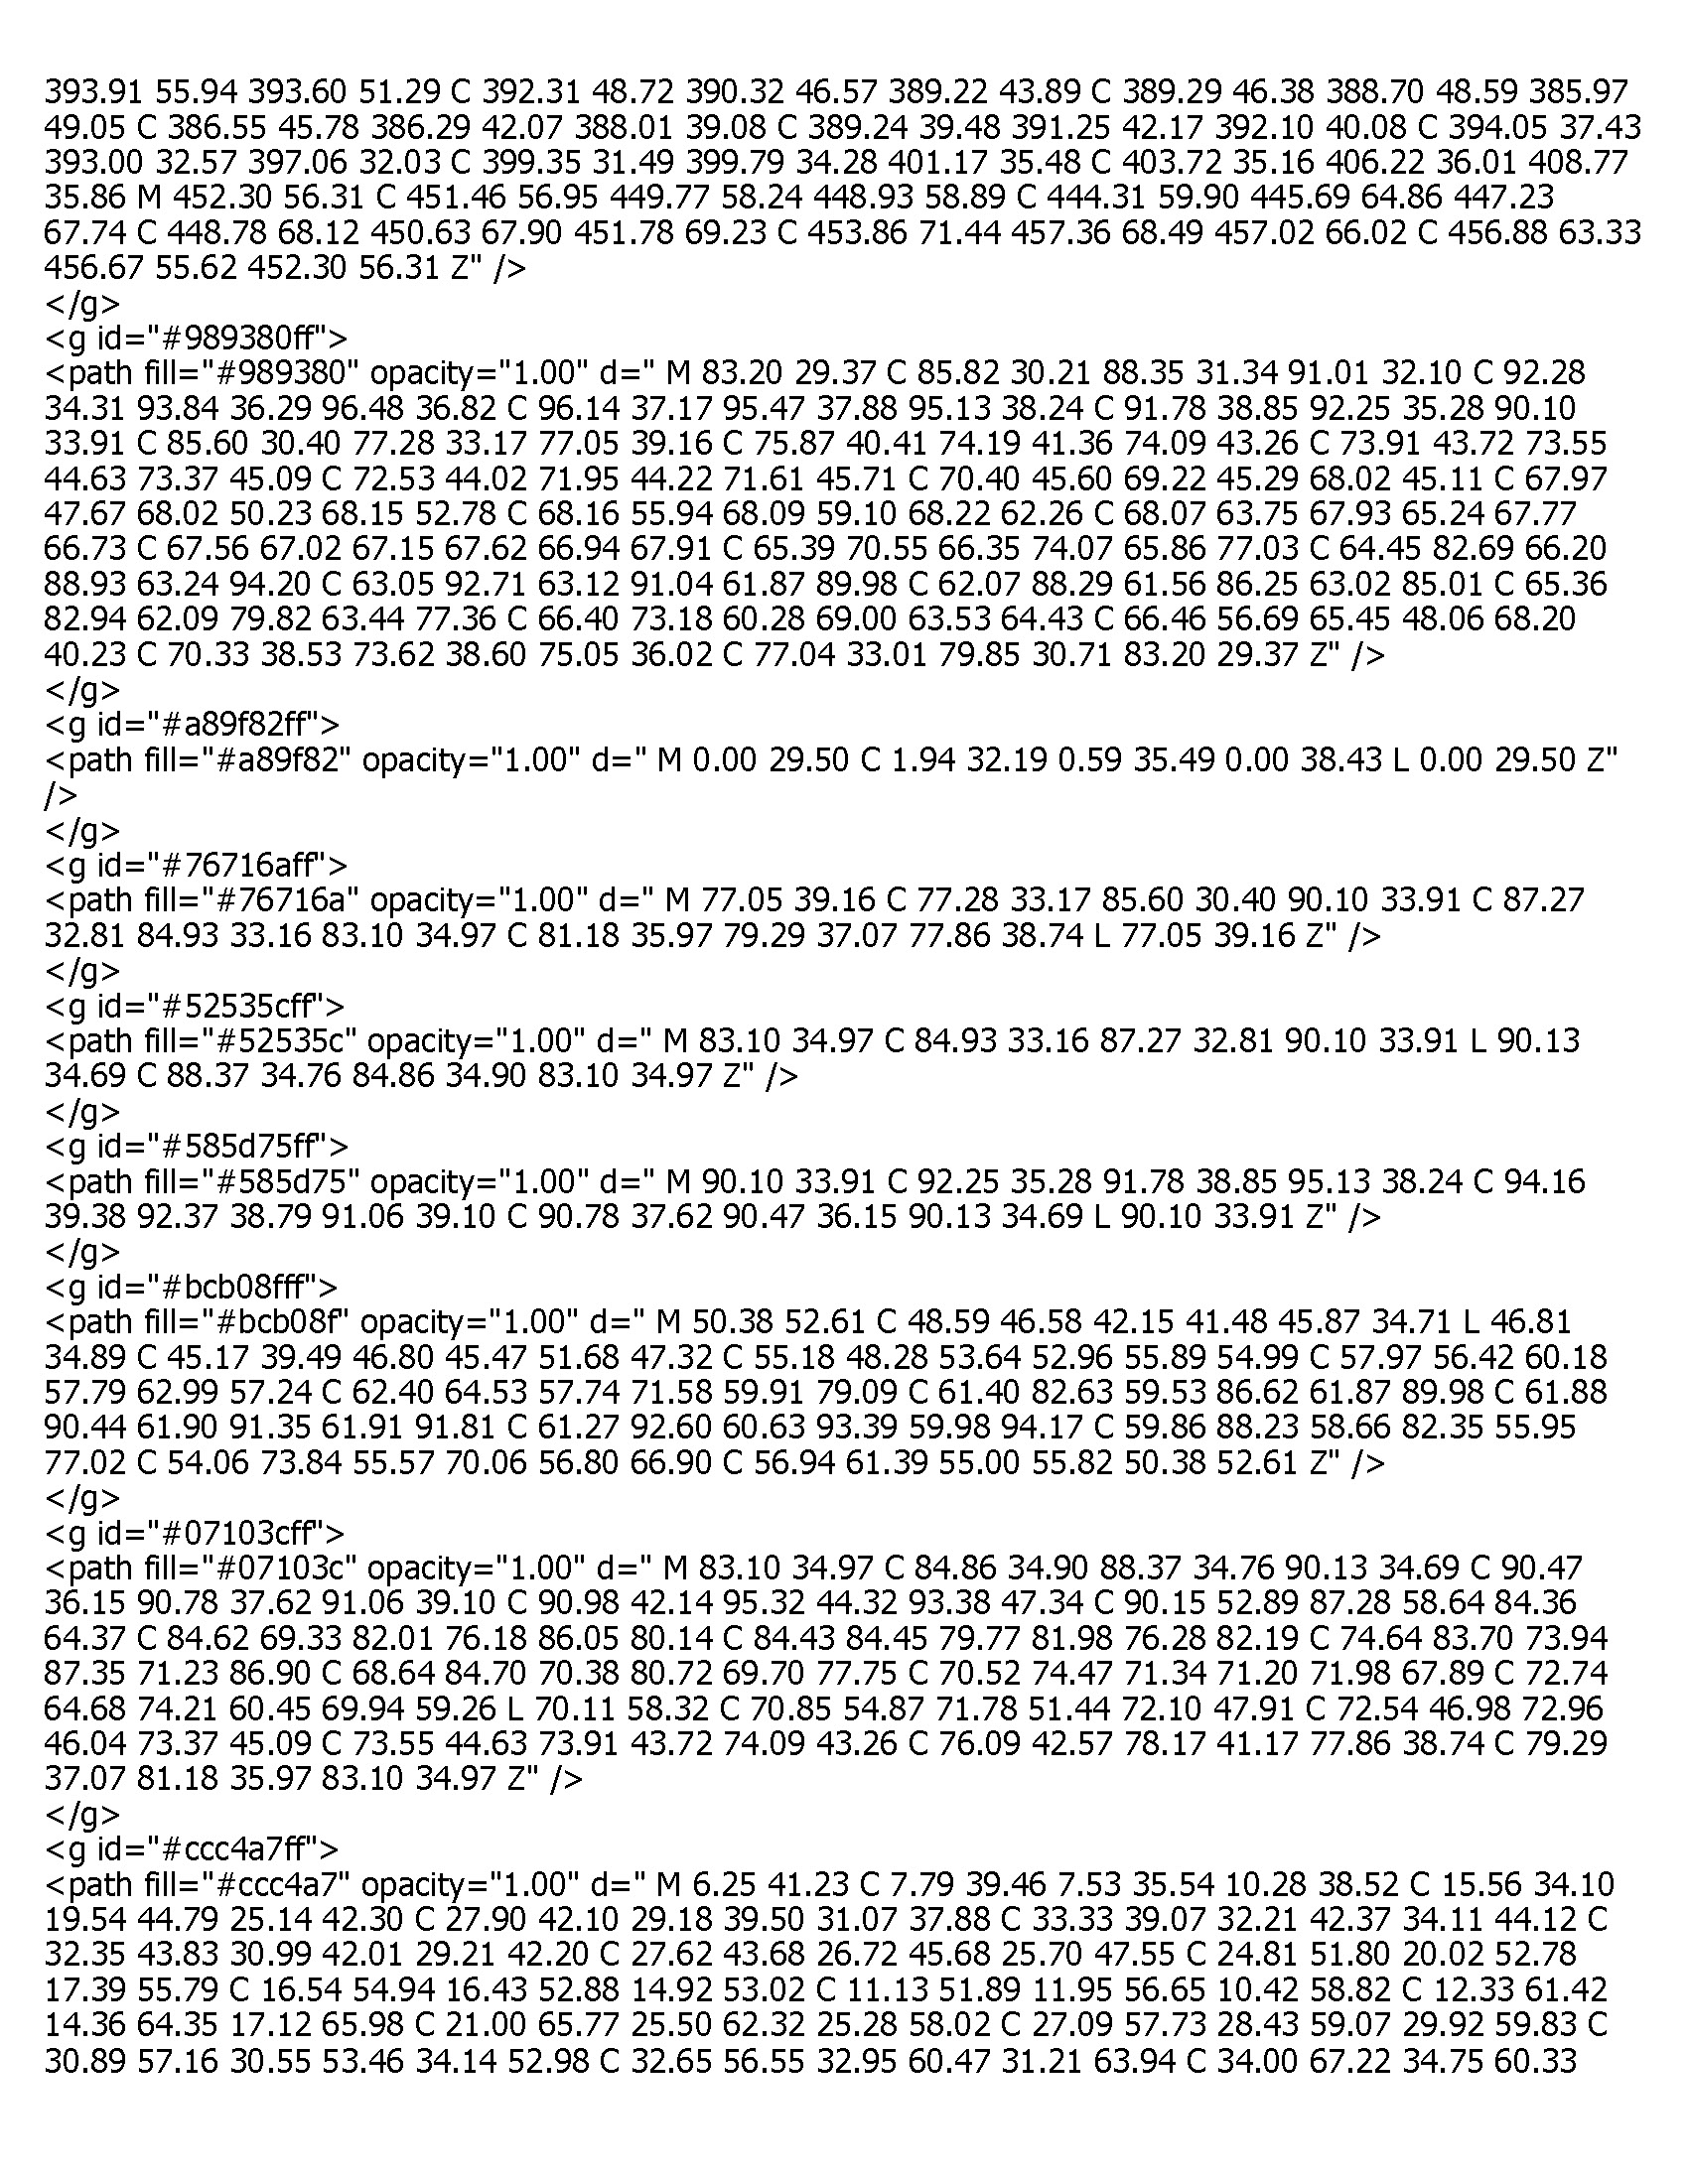 393.91 55.94 393.60 51.29 C 392.31 48.72 390.32 46.57 389.22 43.89 C 389.29 46.38 388.70 48.59 385.97
49.05 C 386.55 45.78 386.29 42.07 388.01 39.08 C 389.24 39.48 391.25 42.17 392.10 40.08 C 394.05 37.43
393.00 32.57 397.06 32.03 C 399.35 31.49 399.79 34.28 401.17 35.48 C 403.72 35.16 406.22 36.01 408.77
35.86 M 452.30 56.31 C 451.46 56.95 449.77 58.24 448.93 58.89 C 444.31 59.90 445.69 64.86 447.23
67.74 C 448.78 68.12 450.63 67.90 451.78 69.23 C 453.86 71.44 457.36 68.49 457.02 66.02 C 456.88 63.33
456.67 55.62 452.30 56.31 Z" />
</g>
<g id="#989380ff">
<path fill="#989380" opacity="1.00" d=" M 83.20 29.37 C 85.82 30.21 88.35 31.34 91.01 32.10 C 92.28
34.31 93.84 36.29 96.48 36.82 C 96.14 37.17 95.47 37.88 95.13 38.24 C 91.78 38.85 92.25 35.28 90.10
33.91 C 85.60 30.40 77.28 33.17 77.05 39.16 C 75.87 40.41 74.19 41.36 74.09 43.26 C 73.91 43.72 73.55
44.63 73.37 45.09 C 72.53 44.02 71.95 44.22 71.61 45.71 C 70.40 45.60 69.22 45.29 68.02 45.11 C 67.97
47.67 68.02 50.23 68.15 52.78 C 68.16 55.94 68.09 59.10 68.22 62.26 C 68.07 63.75 67.93 65.24 67.77
66.73 C 67.56 67.02 67.15 67.62 66.94 67.91 C 65.39 70.55 66.35 74.07 65.86 77.03 C 64.45 82.69 66.20
88.93 63.24 94.20 C 63.05 92.71 63.12 91.04 61.87 89.98 C 62.07 88.29 61.56 86.25 63.02 85.01 C 65.36
82.94 62.09 79.82 63.44 77.36 C 66.40 73.18 60.28 69.00 63.53 64.43 C 66.46 56.69 65.45 48.06 68.20
40.23 C 70.33 38.53 73.62 38.60 75.05 36.02 C 77.04 33.01 79.85 30.71 83.20 29.37 Z" />
</g>
<g id="#a89f82ff">
<path fill="#a89f82" opacity="1.00" d=" M 0.00 29.50 C 1.94 32.19 0.59 35.49 0.00 38.43 L 0.00 29.50 Z"
/>
</g>
<g id="#76716aff">
<path fill="#76716a" opacity="1.00" d=" M 77.05 39.16 C 77.28 33.17 85.60 30.40 90.10 33.91 C 87.27
32.81 84.93 33.16 83.10 34.97 C 81.18 35.97 79.29 37.07 77.86 38.74 L 77.05 39.16 Z" />
</g>
<g id="#52535cff">
<path fill="#52535c" opacity="1.00" d=" M 83.10 34.97 C 84.93 33.16 87.27 32.81 90.10 33.91 L 90.13
34.69 C 88.37 34.76 84.86 34.90 83.10 34.97 Z" />
</g>
<g id="#585d75ff">
<path fill="#585d75" opacity="1.00" d=" M 90.10 33.91 C 92.25 35.28 91.78 38.85 95.13 38.24 C 94.16
39.38 92.37 38.79 91.06 39.10 C 90.78 37.62 90.47 36.15 90.13 34.69 L 90.10 33.91 Z" />
</g>
<g id="#bcb08fff">
<path fill="#bcb08f" opacity="1.00" d=" M 50.38 52.61 C 48.59 46.58 42.15 41.48 45.87 34.71 L 46.81
34.89 C 45.17 39.49 46.80 45.47 51.68 47.32 C 55.18 48.28 53.64 52.96 55.89 54.99 C 57.97 56.42 60.18
57.79 62.99 57.24 C 62.40 64.53 57.74 71.58 59.91 79.09 C 61.40 82.63 59.53 86.62 61.87 89.98 C 61.88
90.44 61.90 91.35 61.91 91.81 C 61.27 92.60 60.63 93.39 59.98 94.17 C 59.86 88.23 58.66 82.35 55.95
77.02 C 54.06 73.84 55.57 70.06 56.80 66.90 C 56.94 61.39 55.00 55.82 50.38 52.61 Z" />
</g>
<g id="#07103cff">
<path fill="#07103c" opacity="1.00" d=" M 83.10 34.97 C 84.86 34.90 88.37 34.76 90.13 34.69 C 90.47
36.15 90.78 37.62 91.06 39.10 C 90.98 42.14 95.32 44.32 93.38 47.34 C 90.15 52.89 87.28 58.64 84.36
64.37 C 84.62 69.33 82.01 76.18 86.05 80.14 C 84.43 84.45 79.77 81.98 76.28 82.19 C 74.64 83.70 73.94
87.35 71.23 86.90 C 68.64 84.70 70.38 80.72 69.70 77.75 C 70.52 74.47 71.34 71.20 71.98 67.89 C 72.74
64.68 74.21 60.45 69.94 59.26 L 70.11 58.32 C 70.85 54.87 71.78 51.44 72.10 47.91 C 72.54 46.98 72.96
46.04 73.37 45.09 C 73.55 44.63 73.91 43.72 74.09 43.26 C 76.09 42.57 78.17 41.17 77.86 38.74 C 79.29
37.07 81.18 35.97 83.10 34.97 Z" />
</g>
<g id="#ccc4a7ff">
<path fill="#ccc4a7" opacity="1.00" d=" M 6.25 41.23 C 7.79 39.46 7.53 35.54 10.28 38.52 C 15.56 34.10
19.54 44.79 25.14 42.30 C 27.90 42.10 29.18 39.50 31.07 37.88 C 33.33 39.07 32.21 42.37 34.11 44.12 C
32.35 43.83 30.99 42.01 29.21 42.20 C 27.62 43.68 26.72 45.68 25.70 47.55 C 24.81 51.80 20.02 52.78
17.39 55.79 C 16.54 54.94 16.43 52.88 14.92 53.02 C 11.13 51.89 11.95 56.65 10.42 58.82 C 12.33 61.42
14.36 64.35 17.12 65.98 C 21.00 65.77 25.50 62.32 25.28 58.02 C 27.09 57.73 28.43 59.07 29.92 59.83 C
30.89 57.16 30.55 53.46 34.14 52.98 C 32.65 56.55 32.95 60.47 31.21 63.94 C 34.00 67.22 34.75 60.33